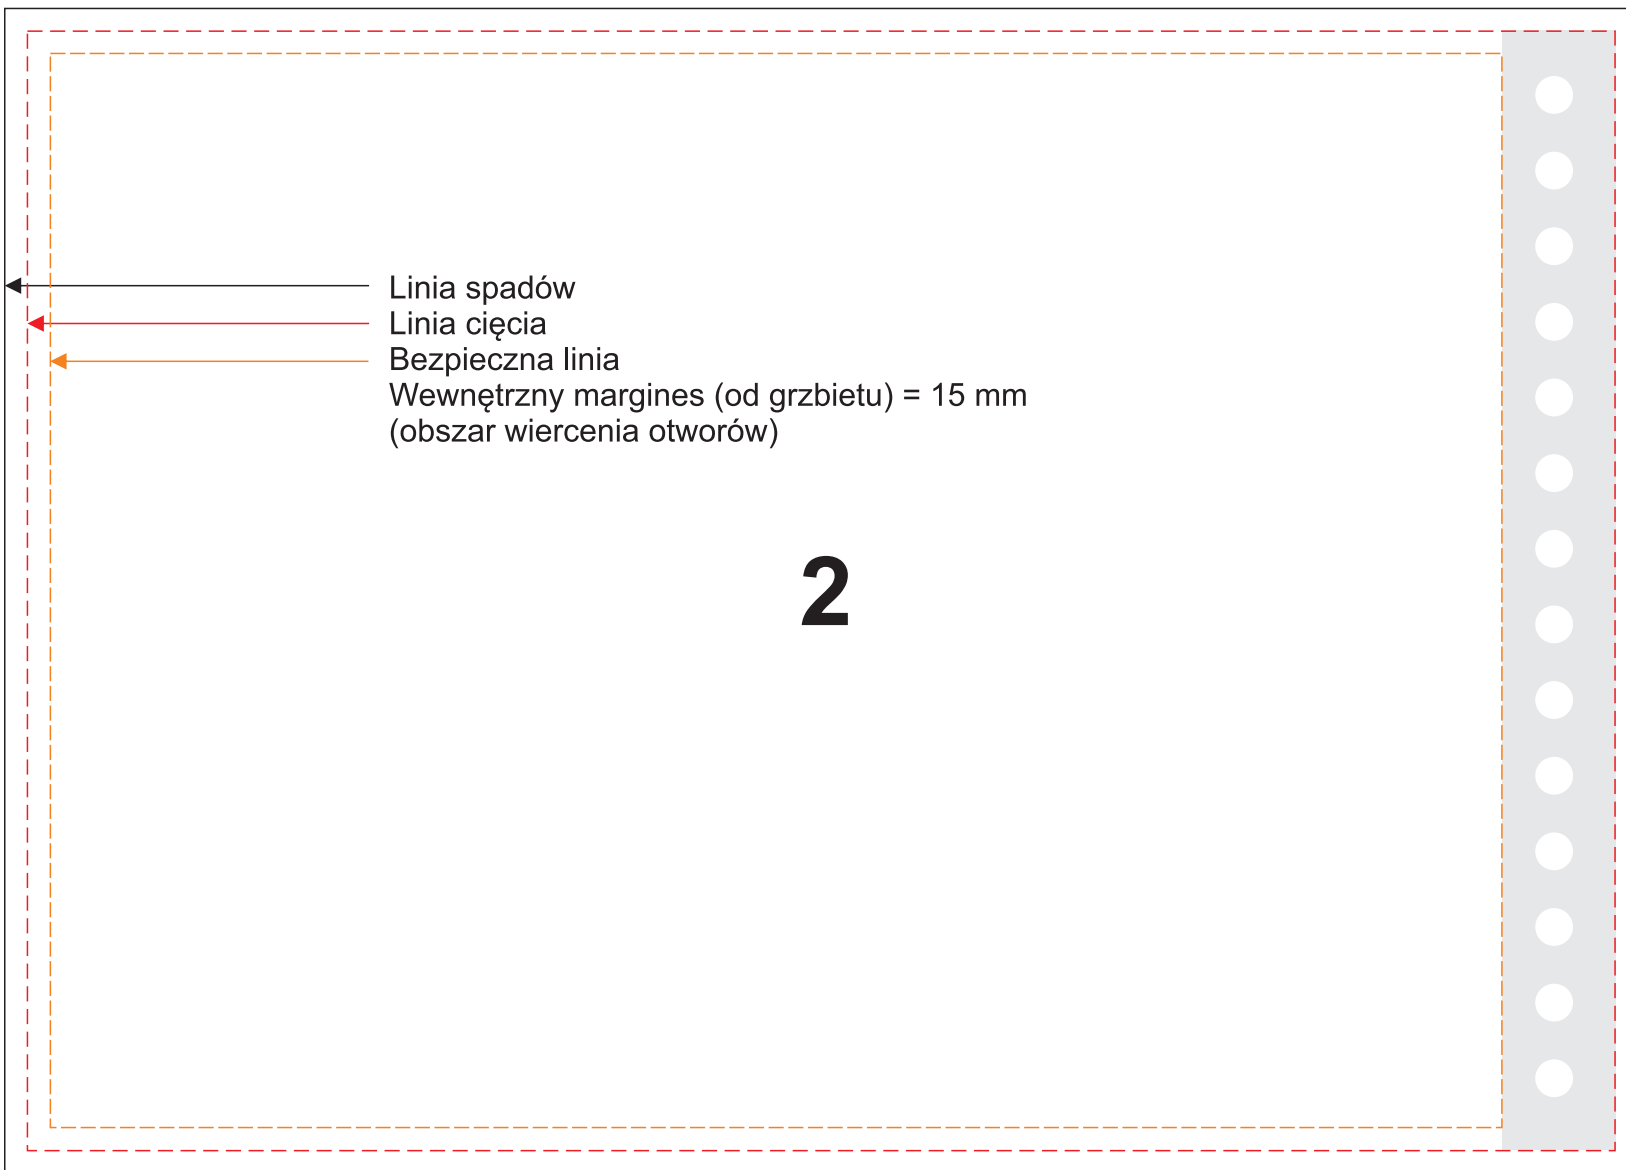 Linia spadów
Linia cięcia
Bezpieczna linia
Wewnętrzny margines (od grzbietu) = 15 mm
(obszar wiercenia otworów)
2